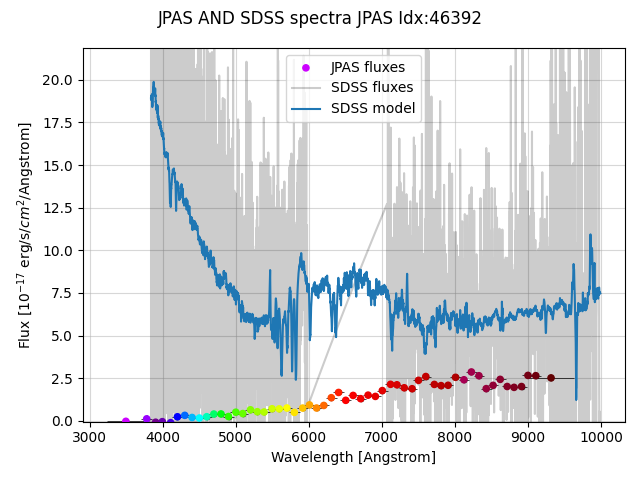 JPAS AND SDSS spectra JPAS Idx:46392
JPAS fluxes
SDSS fluxes
SDSS model
20.0
17.5
15.0
12.5
10.0
7.5
5.0
2.5
0.0
Flux [10^{-17} erg/s/cm^2/Angstrom]
3000 4000 5000 6000 7000 8000 9000 10000
Wavelength [Angstrom]